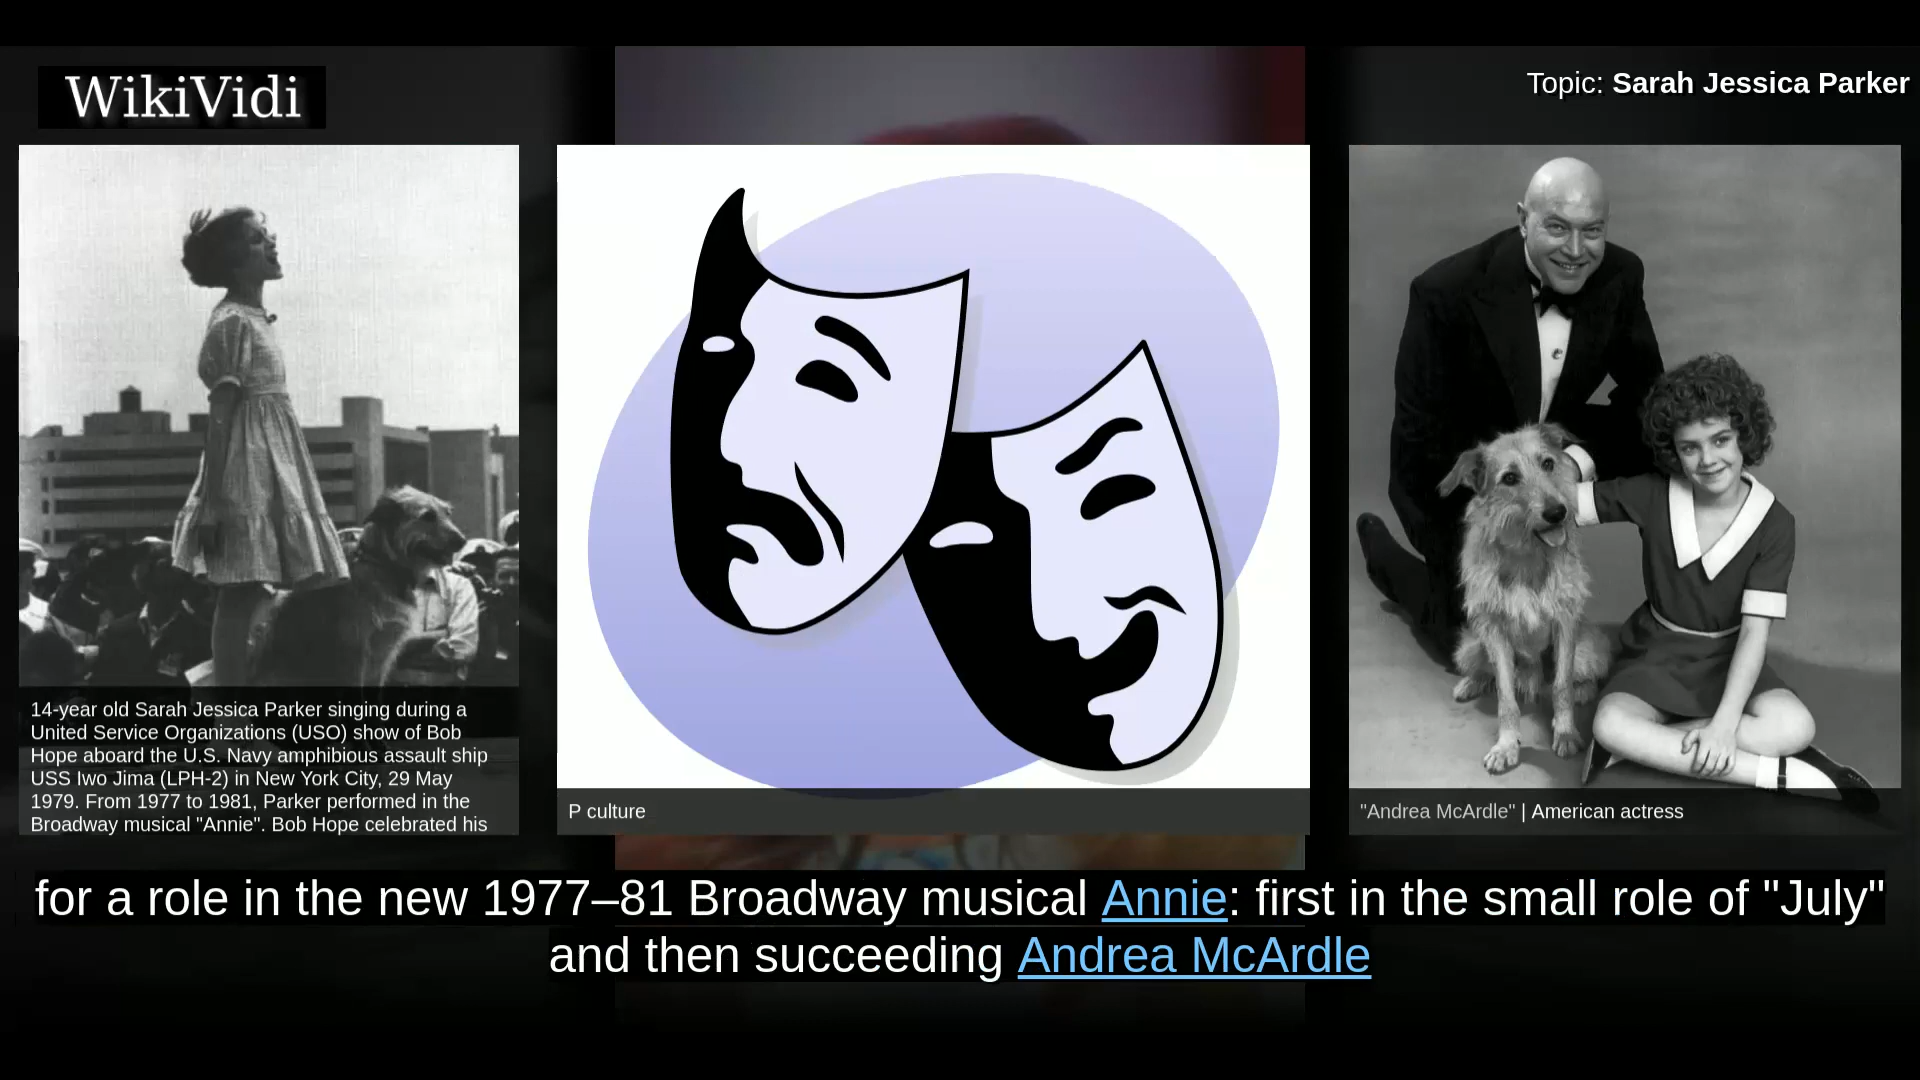 WikiVidi
Topic: Sarah Jessica Parker
14-year old Sarah Jessica Parker singing during a
United Service Organizations (USO) show of Bob
Hope aboard the U.S. Navy amphibious assault ship
USS Iwo Jima (LPH-2) in New York City, 29 May
1979. From 1977 to 1981, Parker performed in the
Broadway musical "Annie". Bob Hope celebrated his
P culture
"Andrea McArdle" | American actress
for a role in the new 1977–81 Broadway musical Annie: first in the small role of "July"
and then succeeding Andrea McArdle